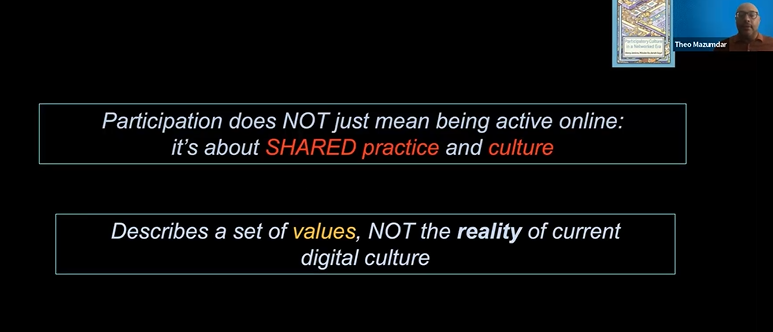 Participatory Culture
in a Networked Era
Theo Mazumdar
Participation does NOT just mean being active online:
it's about SHARED practice and culture
Describes a set of values, NOT the reality of current
digital culture